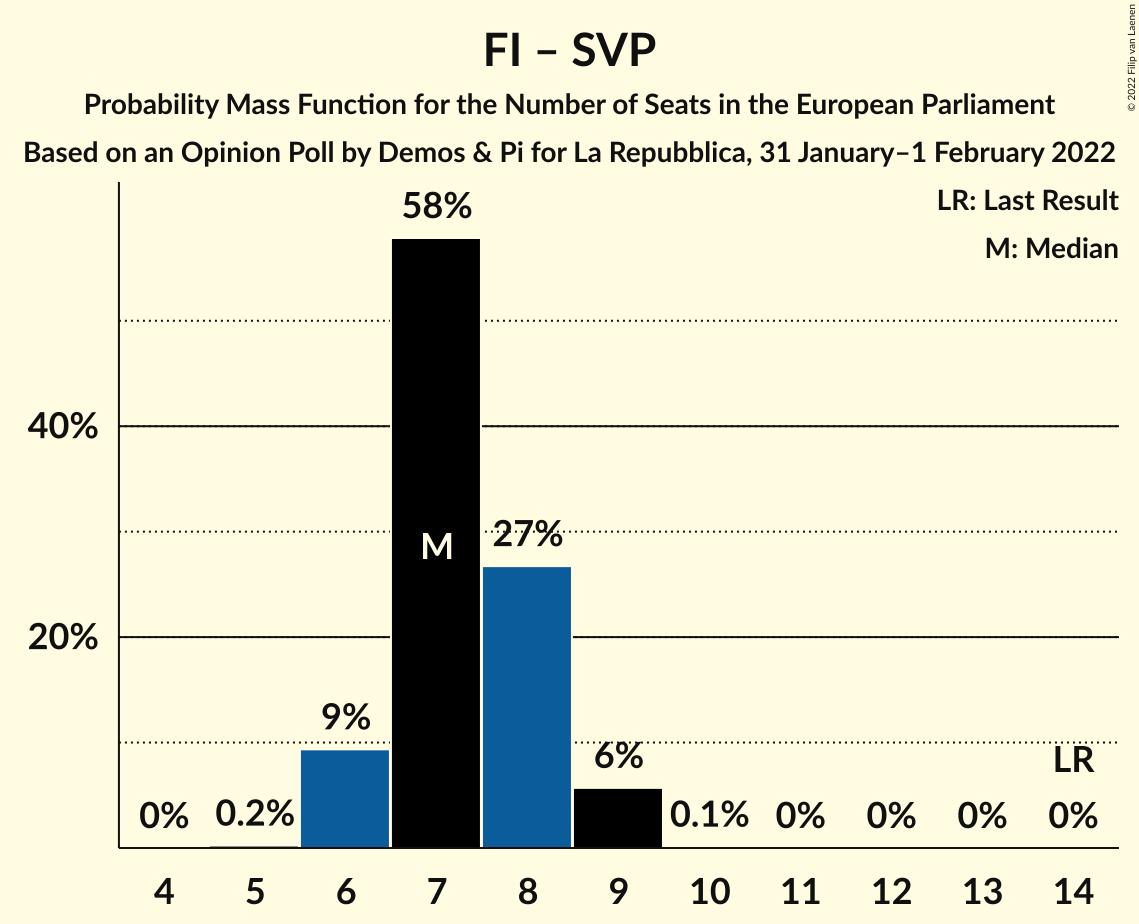 FI – SVP
Probability Mass Function for the Number of Seats in the European Parliament
Based on an Opinion Poll by Demos & Pi for La Repubblica, 31 January–1 February 2022
© 2022 Filip van Laenen
LR: Last Result
M: Median
58%
40%
M
27%
20%
9%
6%
LR
0% 0.2% 0.1% 0% 0% 0% 0%
4 5 6 7 8 9 10 11 12 13 14